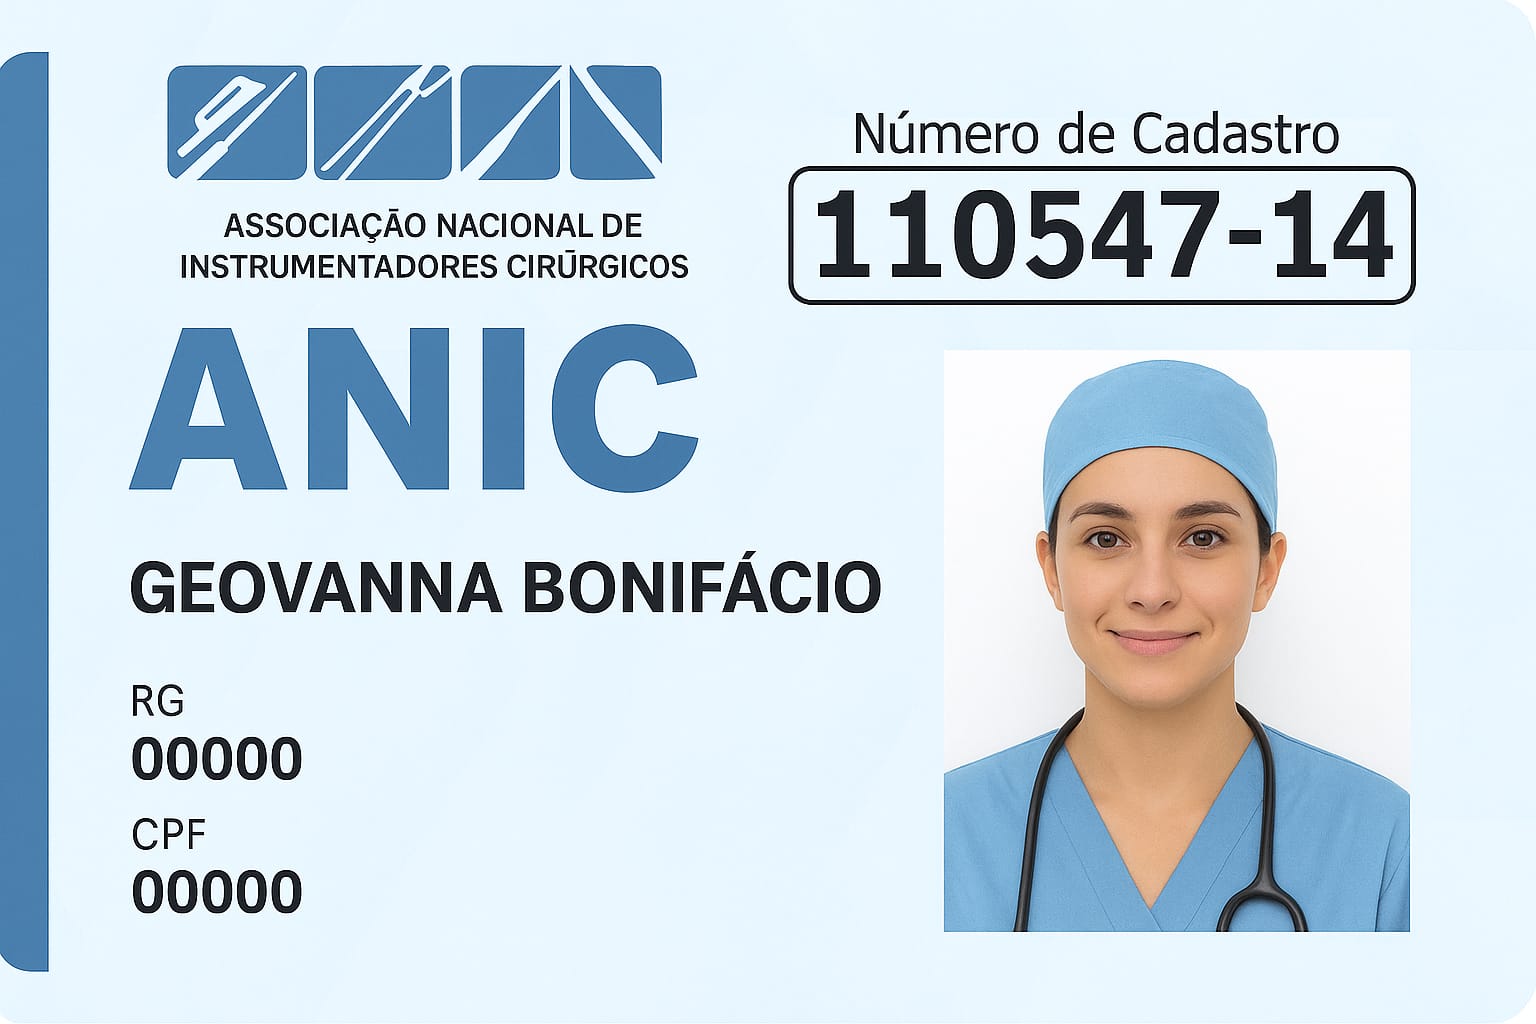 ASSOCIAÇÃO NACIONAL DE
INSTRUMENTADORES CIRŪRGICOS
ANIC
Número de Cadastro
110547-14
GEOVANNA BONIFÁCIO
RG
00000
CPF
00000